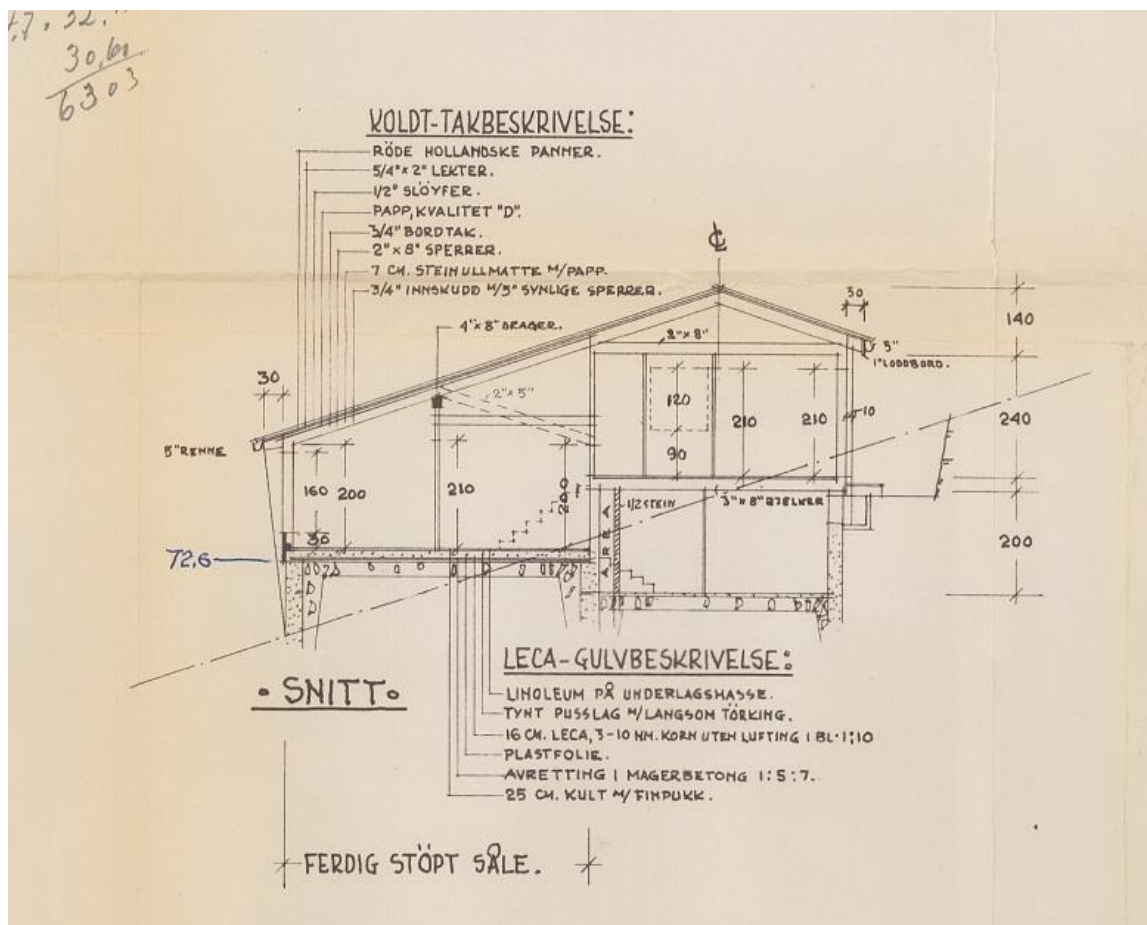 30,60
6303
KOLDT-TAKBESKRIVELSE:
RÖDE HOLLANDSKE PANNER.
5/4"x 2" LEKTER.
1/2" SLÖYFER.
PAPP, KVALITET "D".
3/4" BORDTAK.
2" x 8" SPERRER.
7 CM. STEINULLMATTE M/PAPP.
3/4" INNSKUDD M/3" SYNLIGE SPERRER.
4"x 8" DRAGER.
2"x 8"
30
140
3"
1" LODDBORD.
30
2"x 5"
120
210
210
10
240
90
5" RENNE
160
200
210
200
1/2 STEIN
3"x 8" BJELKER
AREA
30
72.6
200
LECA-GULVBESKRIVELSE:
• SNITT •
LINOLEUM PÅ UNDERLAGSMASSE.
TYNT PUSSLAG M/LANGSOM TÖRKING.
16 CM. LECA, 3-10 MM. KORN UTEN LUFTING I BL. 1:10
PLASTFOLIE.
AVRETTING I MAGERBETONG 1:5:7.
25 CM. KULT M/FINPUKK.
FERDIG STÖPT SÅLE.